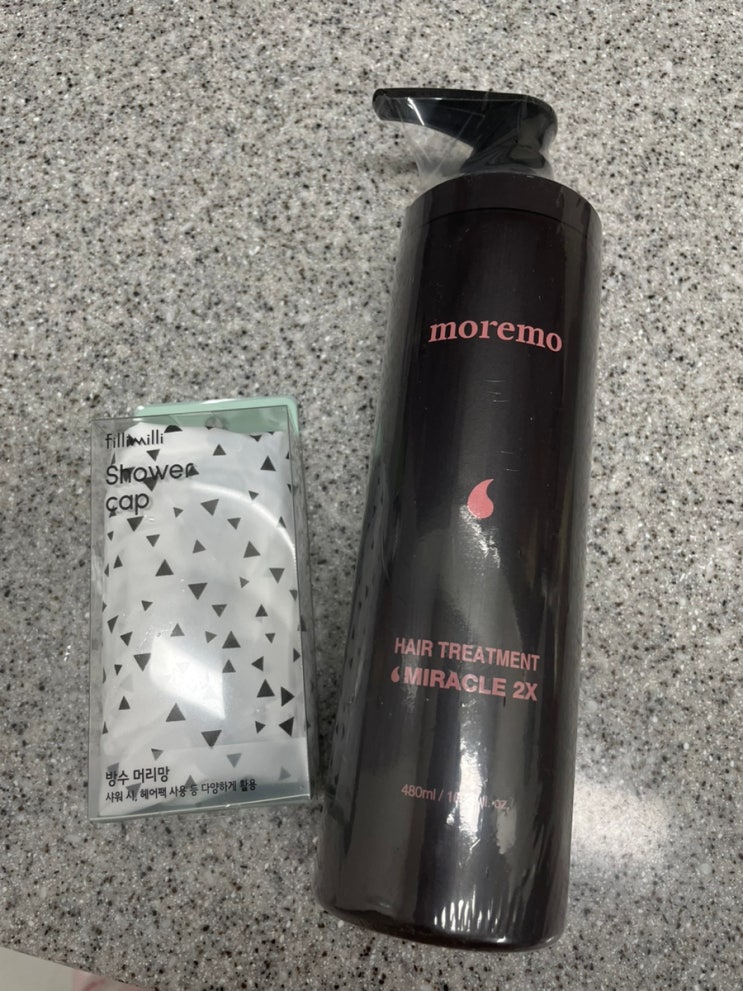 fillimilli
Shower
cap
방수 머리망
샤워 시, 헤어팩 사용 등 다양하게 활용
moremo
HAIR TREATMENT
MIRACLE 2X
480ml /